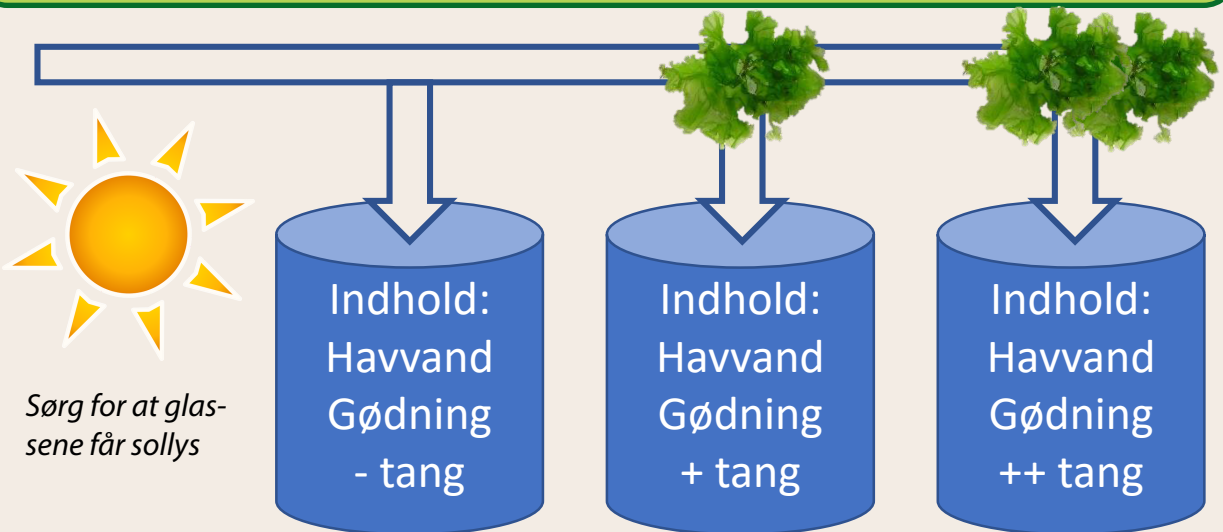 Sørg for at glas-
sene får sollys
Indhold:
Havvand
Gødning
- tang
Indhold:
Havvand
Gødning
+ tang
Indhold:
Havvand
Gødning
++ tang